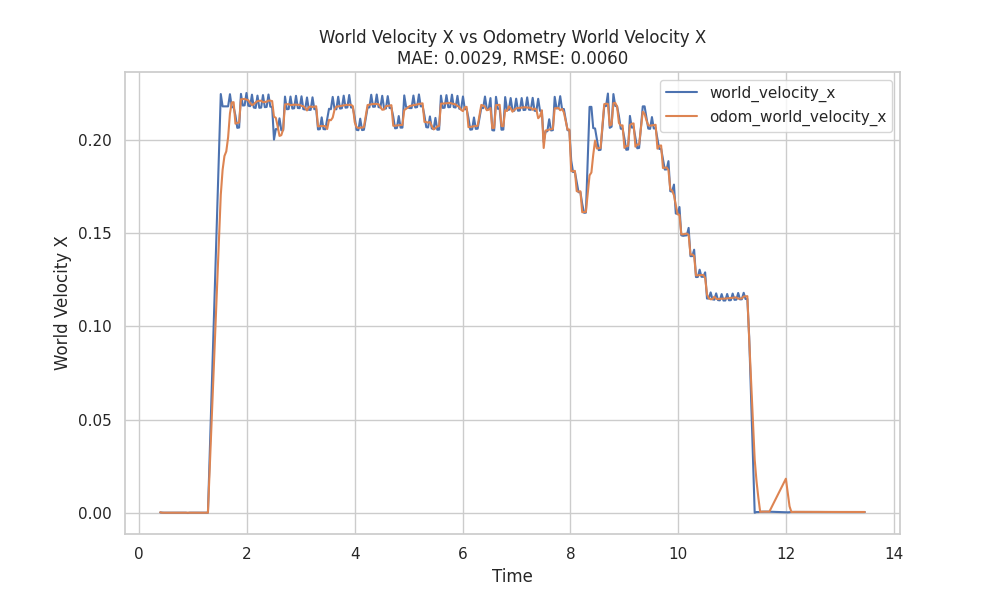 World Velocity X vs Odometry World Velocity X
MAE: 0.0029, RMSE: 0.0060
world_velocity_x
odom_world_velocity_x
World Velocity X
0.20
0.15
0.10
0.05
0.00
0 2 4 6 8 10 12 14
Time